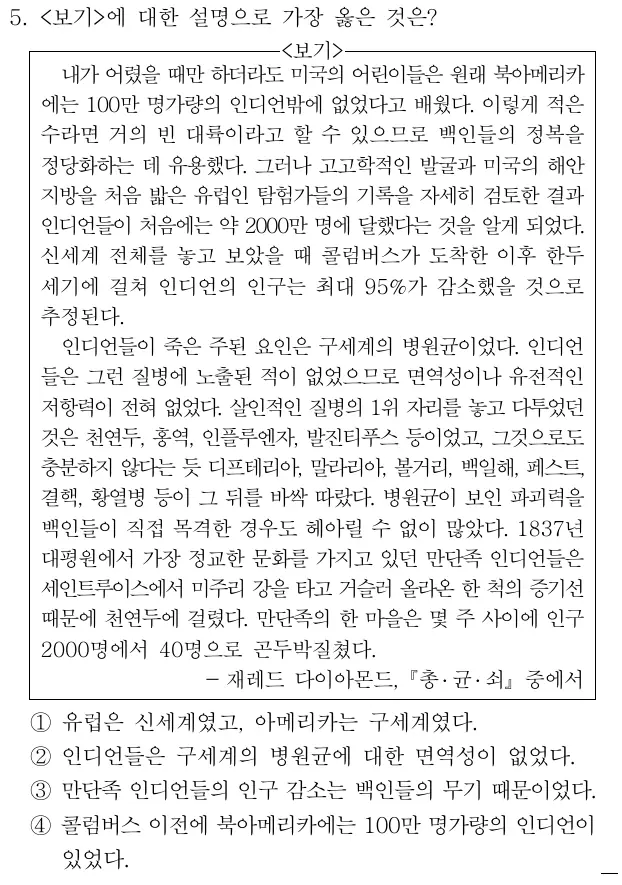 5. <보기>에 대한 설명으로 가장 옳은 것은?
<보기>
내가 어렸을 때만 하더라도 미국의 어린이들은 원래 북아메리카
에는 100만 명가량의 인디언밖에 없었다고 배웠다. 이렇게 적은
수라면 거의 빈 대륙이라고 할 수 있으므로 백인들의 정복을
정당화하는 데 유용했다. 그러나 고고학적인 발굴과 미국의 해안
지방을 처음 밟은 유럽인 탐험가들의 기록을 자세히 검토한 결과
인디언들이 처음에는 약 2000만 명에 달했다는 것을 알게 되었다.
신세계 전체를 놓고 보았을 때 콜럼버스가 도착한 이후 한두
세기에 걸쳐 인디언의 인구는 최대 95%가 감소했을 것으로
추정된다.
인디언들이 죽은 주된 요인은 구세계의 병원균이었다. 인디언
들은 그런 질병에 노출된 적이 없었으므로 면역성이나 유전적인
저항력이 전혀 없었다. 살인적인 질병의 1위 자리를 놓고 다투었던
것은 천연두, 홍역, 인플루엔자, 발진티푸스 등이었고, 그것으로도
충분하지 않다는 듯 디프테리아, 말라리아, 볼거리, 백일해, 페스트,
결핵, 황열병 등이 그 뒤를 바싹 따랐다. 병원균이 보인 파괴력을
백인들이 직접 목격한 경우도 헤아릴 수 없이 많았다. 1837년
대평원에서 가장 정교한 문화를 가지고 있던 만단족 인디언들은
세인트루이스에서 미주리 강을 타고 거슬러 올라온 한 척의 증기선
때문에 천연두에 걸렸다. 만단족의 한 마을은 몇 주 사이에 인구
2000명에서 40명으로 곤두박질쳤다.
- 재레드 다이아몬드, 『총·균·쇠』 중에서
① 유럽은 신세계였고, 아메리카는 구세계였다.
② 인디언들은 구세계의 병원균에 대한 면역성이 없었다.
③ 만단족 인디언들의 인구 감소는 백인들의 무기 때문이었다.
④ 콜럼버스 이전에 북아메리카에는 100만 명가량의 인디언이
있었다.